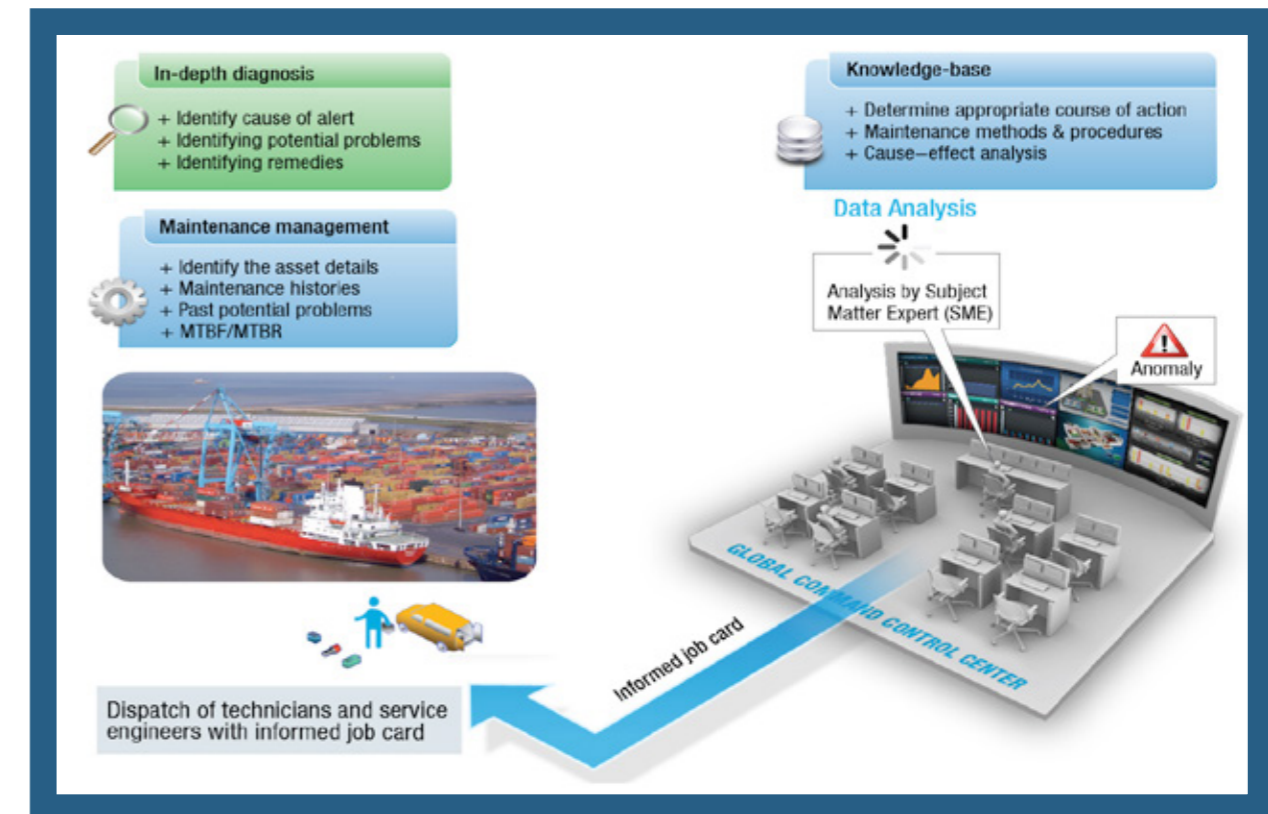 In-depth diagnosis
+ Identify cause of alert
+ Identifying potential problems
+ Identifying remedies
Maintenance management
+ Identify the asset details
+ Maintenance histories
+ Past potential problems
+ MTBF/MTBR
Knowledge-base
+ Determine appropriate course of action
+ Maintenance methods & procedures
+ Cause–effect analysis
Data Analysis
Analysis by Subject
Matter Expert (SME)
Anomaly
GLOBAL COMMAND CONTROL CENTER
Informed job card
Dispatch of technicians and service
engineers with informed job card